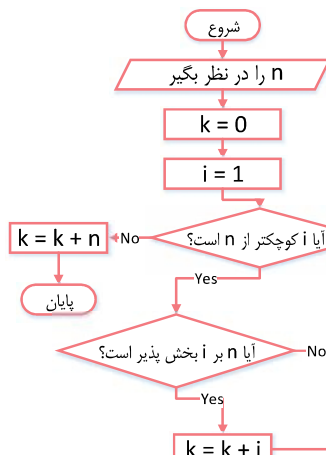 شروع
n را در نظر بگیر
k = 0
i = 1
آیا i کوچکتر از n است؟
No
k = k + n
پایان
Yes
آیا n بر i بخش پذیر است؟
No
Yes
k = k + i